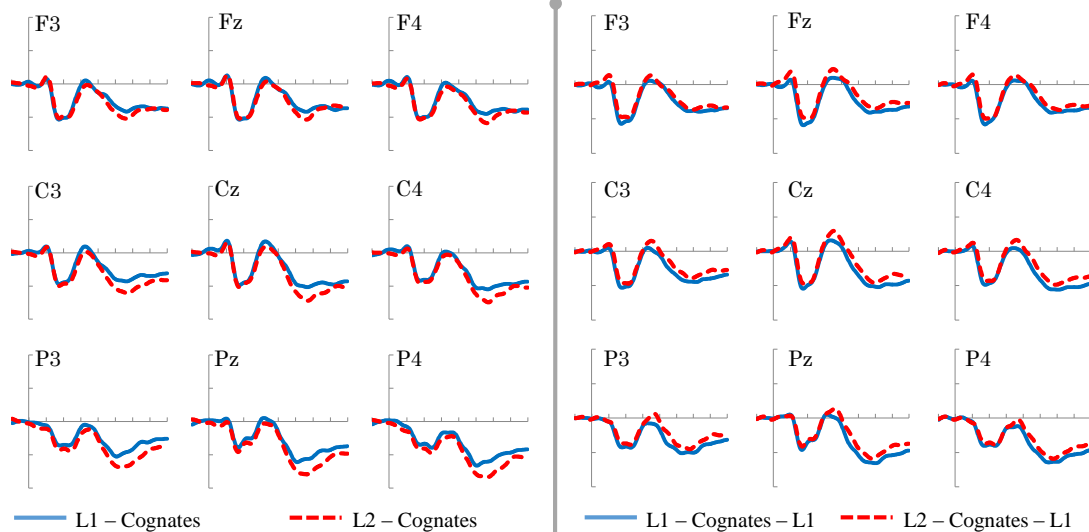 F3 Fz F4
C3 Cz C4
P3 Pz P4
L1 – Cognates L2 – Cognates
F3 Fz F4
C3 Cz C4
P3 Pz P4
L1 – Cognates – L1 L2 – Cognates – L1